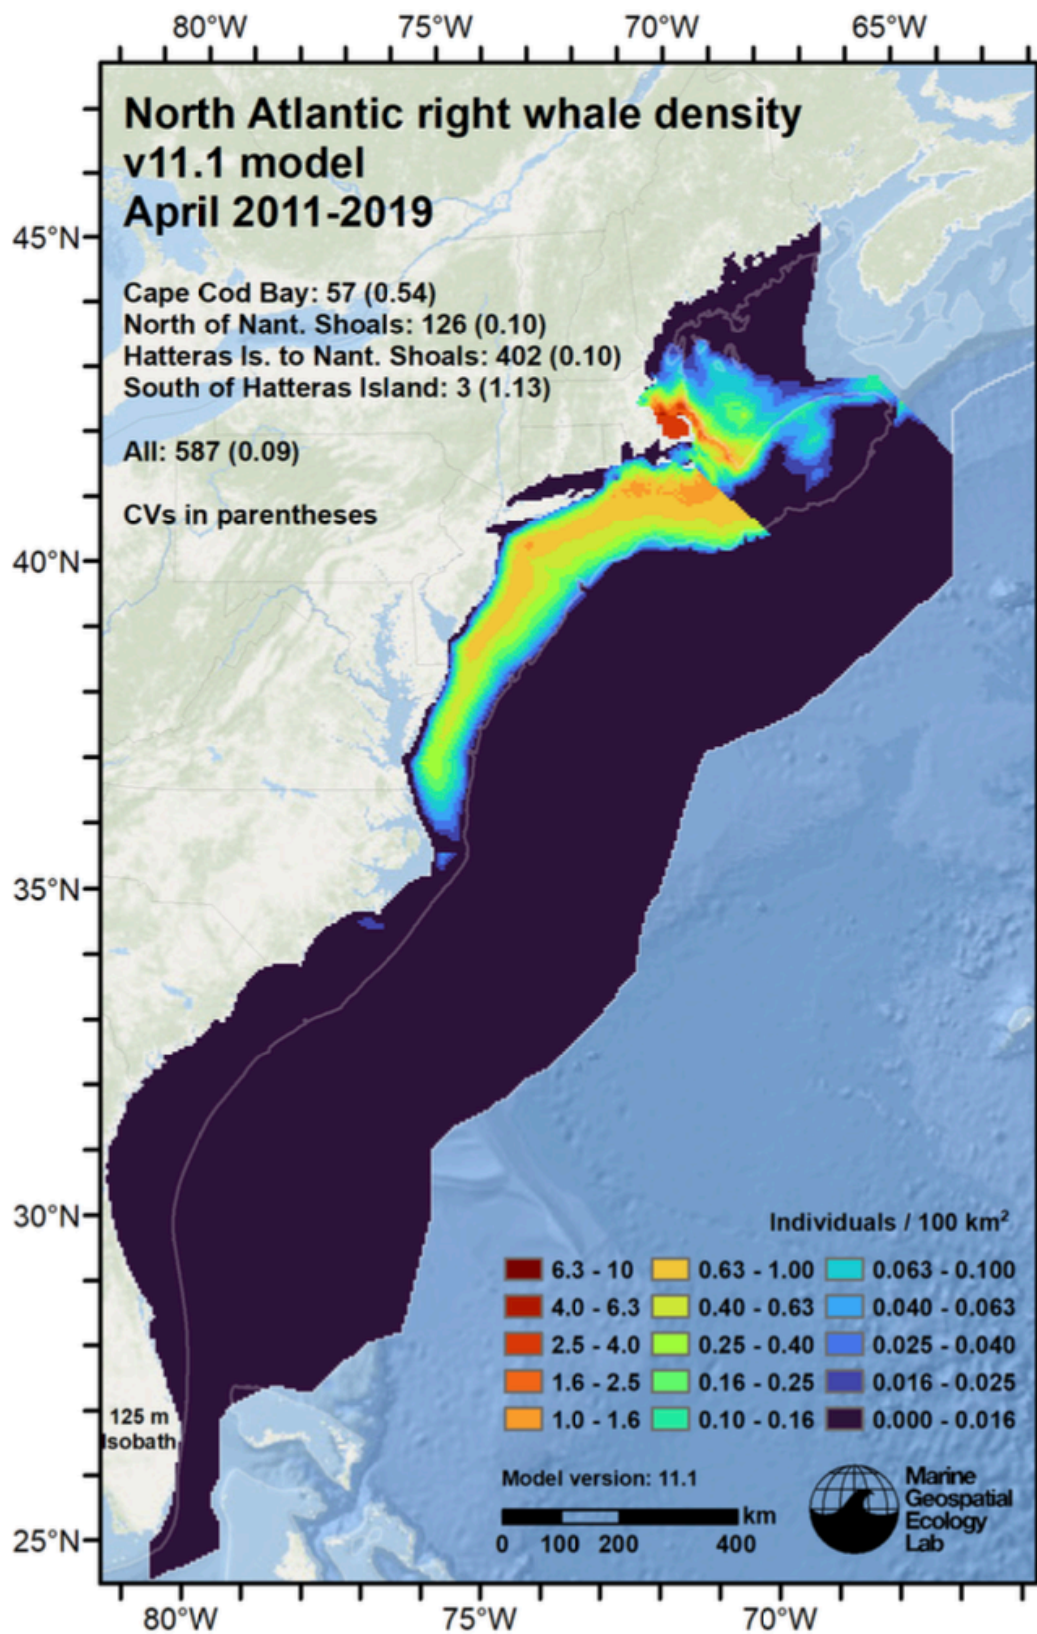 80°W 75°W 70°W 65°W
North Atlantic right whale density
v11.1 model
April 2011-2019
45°N
Cape Cod Bay: 57 (0.54)
North of Nant. Shoals: 126 (0.10)
Hatteras Is. to Nant. Shoals: 402 (0.10)
South of Hatteras Island: 3 (1.13)
All: 587 (0.09)
CVs in parentheses
40°N
35°N
30°N
Individuals / 100 km²
6.3 - 10 0.63 - 1.00 0.063 - 0.100
4.0 - 6.3 0.40 - 0.63 0.040 - 0.063
2.5 - 4.0 0.25 - 0.40 0.025 - 0.040
1.6 - 2.5 0.16 - 0.25 0.016 - 0.025
1.0 - 1.6 0.10 - 0.16 0.000 - 0.016
125 m
Isobath
Model version: 11.1
km
0 100 200 400
Marine
Geospatial
Ecology
Lab
25°N
80°W 75°W 70°W